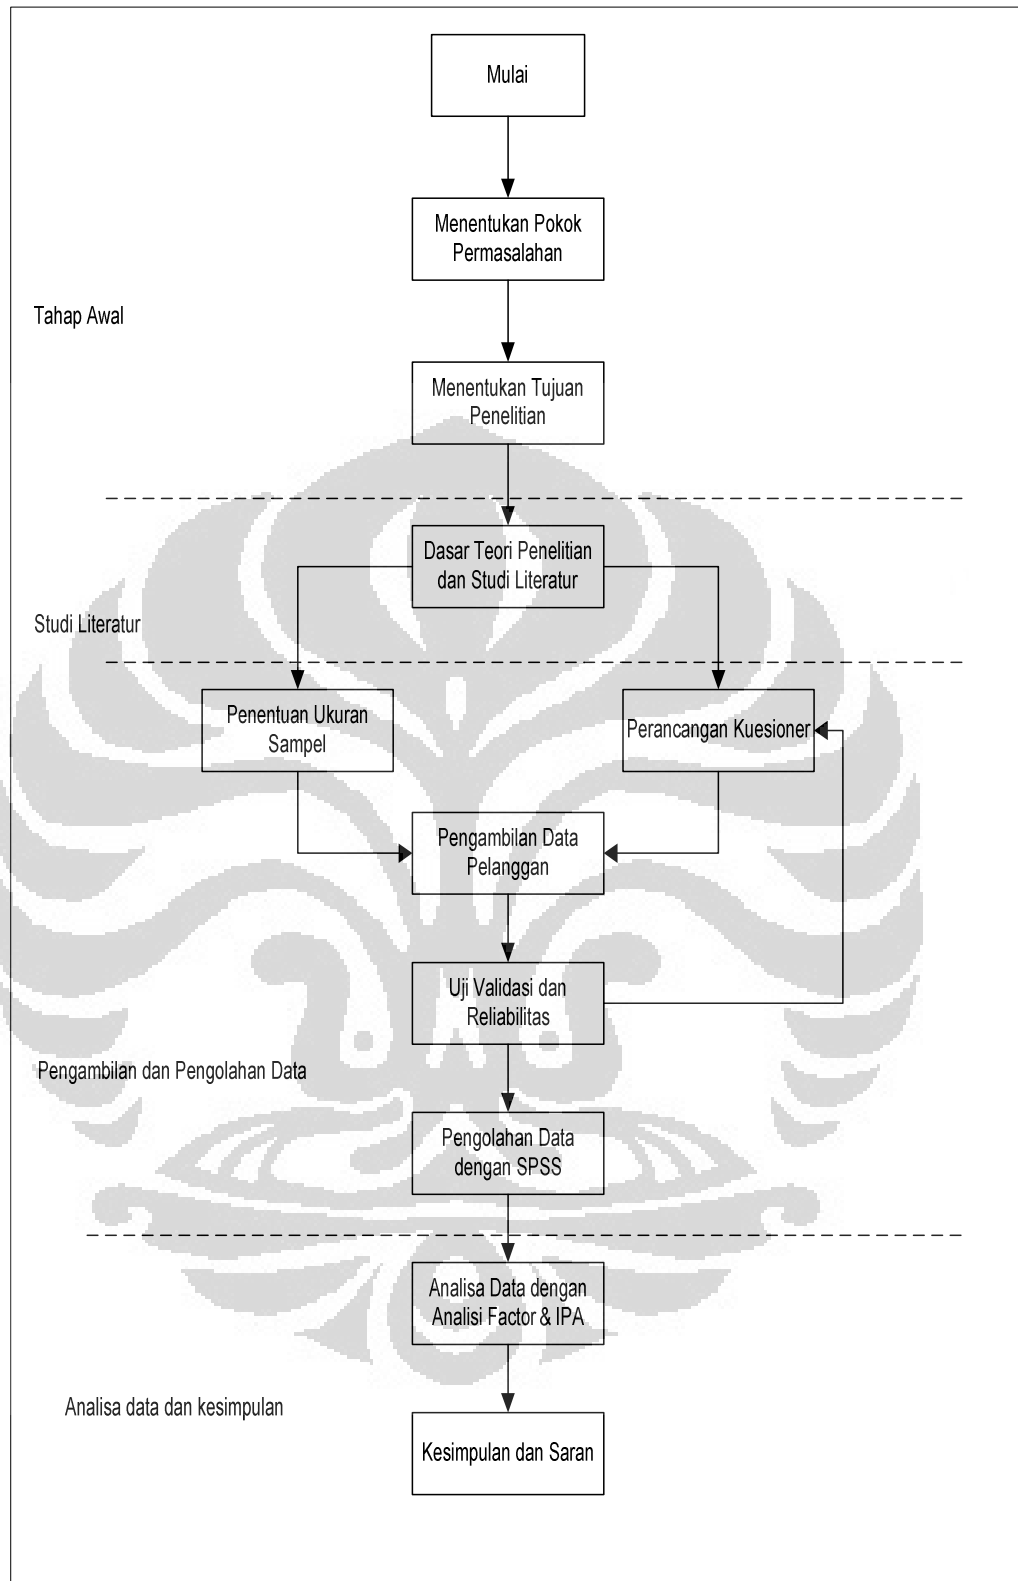 Mulai
Menentukan Pokok
Permasalahan
Tahap Awal
Menentukan Tujuan
Penelitian
Dasar Teori Penelitian
dan Studi Literatur
Studi Literatur
Penentuan Ukuran
Sampel
Perancangan Kuesioner
Pengambilan Data
Pelanggan
Uji Validasi dan
Reliabilitas
Pengambilan dan Pengolahan Data
Pengolahan Data
dengan SPSS
Analisa Data dengan
Analisi Factor & IPA
Analisa data dan kesimpulan
Kesimpulan dan Saran